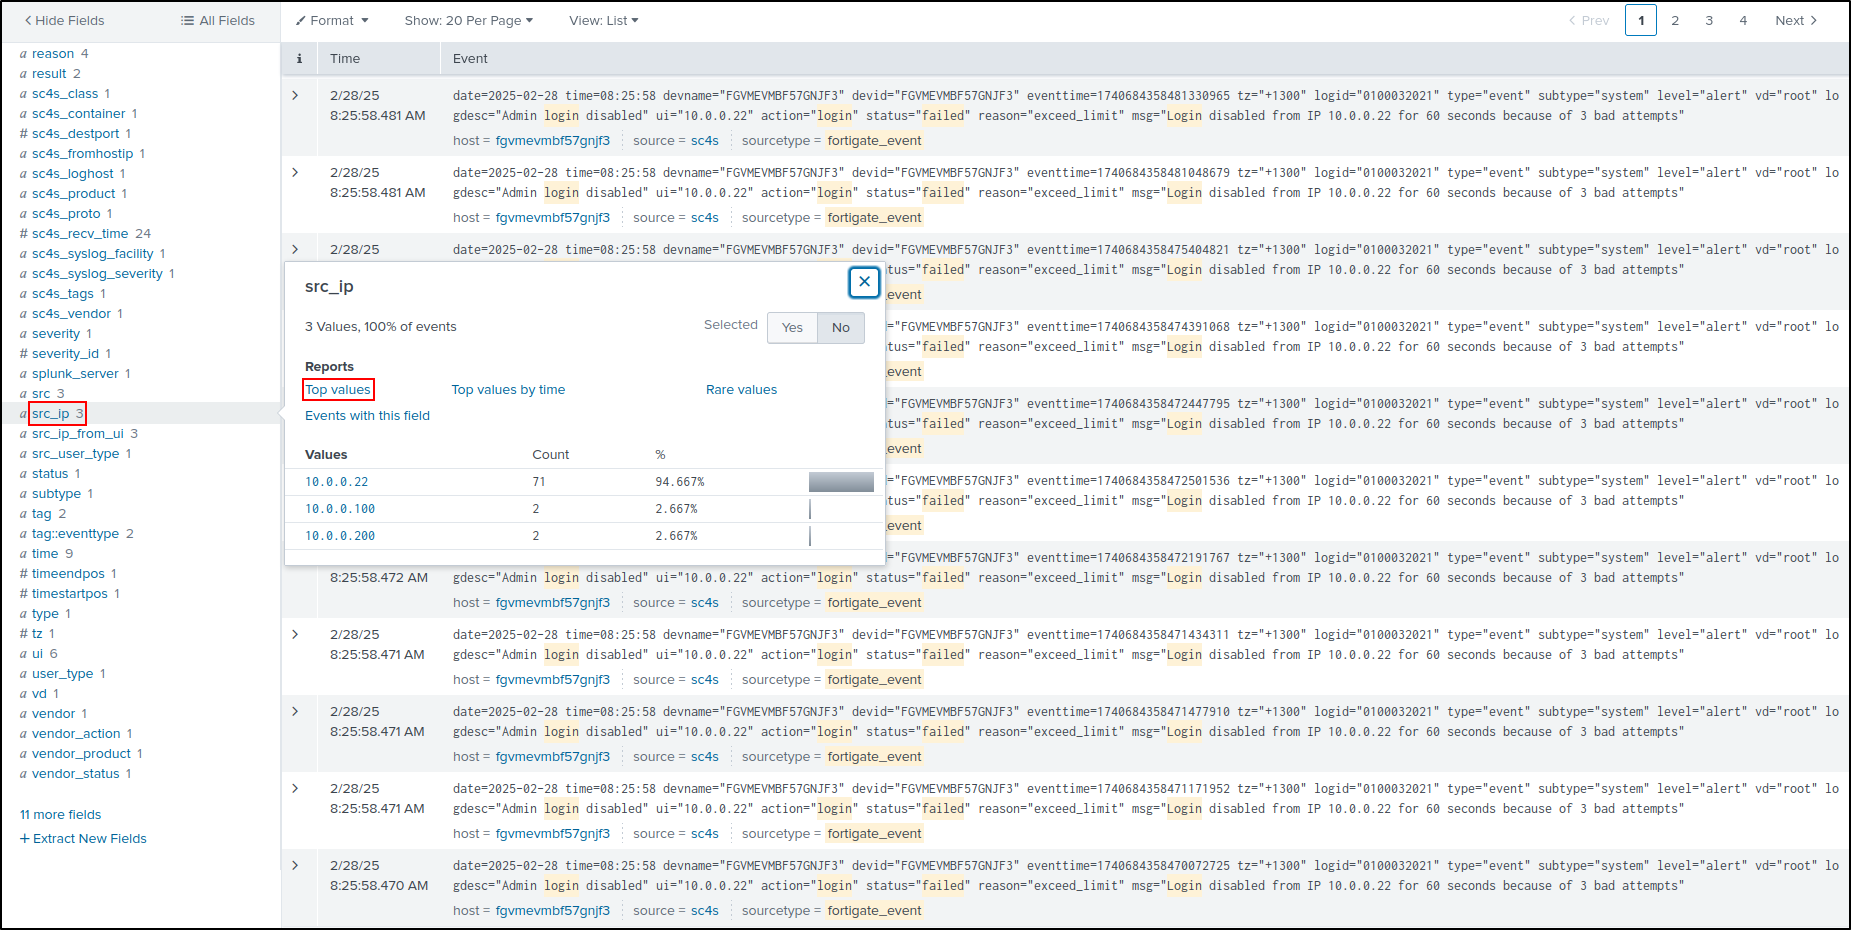 Hide Fields
All Fields
Format
Show: 20 Per Page
View: List
Prev
1
2
3
4
Next
a reason 4
a result 2
a sc4s_class 1
a sc4s_container 1
# sc4s_destport 1
a sc4s_fromhostip 1
a sc4s_loghost 1
a sc4s_product 1
a sc4s_proto 1
# sc4s_recv_time 24
a sc4s_syslog_facility 1
a sc4s_syslog_severity 1
a sc4s_tags 1
a sc4s_vendor 1
a severity 1
# severity_id 1
a splunk_server 1
a src 3
a src_ip 3
a src_ip_from_ui 3
a src_user_type 1
a status 1
a subtype 1
a tag 2
a tag::eventtype 2
a time 9
# timeendpos 1
# timestartpos 1
a type 1
# tz 1
a ui 6
a user_type 1
a vd 1
a vendor 1
a vendor_action 1
a vendor_product 1
a vendor_status 1
11 more fields
+ Extract New Fields
i
Time
Event
2/28/25
8:25:58.481 AM
date=2025-02-28 time=08:25:58 devname="FGVMEVMBF57GNJF3" devid="FGVMEVMBF57GNJF3" eventtime=1740684358481330965 tz="+1300" logid="0100032021" type="event" subtype="system" level="alert" vd="root" lo
gdesc="Admin login disabled" ui="10.0.0.22" action="login" status="failed" reason="exceed_limit" msg="Login disabled from IP 10.0.0.22 for 60 seconds because of 3 bad attempts"
host = fgvmevmbf57gnjf3 source = sc4s sourcetype = fortigate_event
2/28/25
8:25:58.481 AM
date=2025-02-28 time=08:25:58 devname="FGVMEVMBF57GNJF3" devid="FGVMEVMBF57GNJF3" eventtime=1740684358481048679 tz="+1300" logid="0100032021" type="event" subtype="system" level="alert" vd="root" lo
gdesc="Admin login disabled" ui="10.0.0.22" action="login" status="failed" reason="exceed_limit" msg="Login disabled from IP 10.0.0.22 for 60 seconds because of 3 bad attempts"
host = fgvmevmbf57gnjf3 source = sc4s sourcetype = fortigate_event
2/28/25
date=2025-02-28 time=08:25:58 devname="FGVMEVMBF57GNJF3" devid="FGVMEVMBF57GNJF3" eventtime=1740684358475404821 tz="+1300" logid="0100032021" type="event" subtype="system" level="alert" vd="root" lo
tus="failed" reason="exceed_limit" msg="Login disabled from IP 10.0.0.22 for 60 seconds because of 3 bad attempts"
_event
src_ip
3 Values, 100% of events
Selected
Yes
No
Reports
Top values
Top values by time
Rare values
Events with this field
Values Count %
10.0.0.22 71 94.667%
10.0.0.100 2 2.667%
10.0.0.200 2 2.667%
="FGVMEVMBF57GNJF3" eventtime=1740684358474391068 tz="+1300" logid="0100032021" type="event" subtype="system" level="alert" vd="root" lo
tus="failed" reason="exceed_limit" msg="Login disabled from IP 10.0.0.22 for 60 seconds because of 3 bad attempts"
_event
="FGVMEVMBF57GNJF3" eventtime=1740684358472447795 tz="+1300" logid="0100032021" type="event" subtype="system" level="alert" vd="root" lo
tus="failed" reason="exceed_limit" msg="Login disabled from IP 10.0.0.22 for 60 seconds because of 3 bad attempts"
_event
="FGVMEVMBF57GNJF3" eventtime=1740684358472501536 tz="+1300" logid="0100032021" type="event" subtype="system" level="alert" vd="root" lo
tus="failed" reason="exceed_limit" msg="Login disabled from IP 10.0.0.22 for 60 seconds because of 3 bad attempts"
_event
="FGVMEVMBF57GNJF3" eventtime=1740684358472191767 tz="+1300" logid="0100032021" type="event" subtype="system" level="alert" vd="root" lo
8:25:58.472 AM
gdesc="Admin login disabled" ui="10.0.0.22" action="login" status="failed" reason="exceed_limit" msg="Login disabled from IP 10.0.0.22 for 60 seconds because of 3 bad attempts"
host = fgvmevmbf57gnjf3 source = sc4s sourcetype = fortigate_event
2/28/25
8:25:58.471 AM
date=2025-02-28 time=08:25:58 devname="FGVMEVMBF57GNJF3" devid="FGVMEVMBF57GNJF3" eventtime=1740684358471434311 tz="+1300" logid="0100032021" type="event" subtype="system" level="alert" vd="root" lo
gdesc="Admin login disabled" ui="10.0.0.22" action="login" status="failed" reason="exceed_limit" msg="Login disabled from IP 10.0.0.22 for 60 seconds because of 3 bad attempts"
host = fgvmevmbf57gnjf3 source = sc4s sourcetype = fortigate_event
2/28/25
8:25:58.471 AM
date=2025-02-28 time=08:25:58 devname="FGVMEVMBF57GNJF3" devid="FGVMEVMBF57GNJF3" eventtime=1740684358471477910 tz="+1300" logid="0100032021" type="event" subtype="system" level="alert" vd="root" lo
gdesc="Admin login disabled" ui="10.0.0.22" action="login" status="failed" reason="exceed_limit" msg="Login disabled from IP 10.0.0.22 for 60 seconds because of 3 bad attempts"
host = fgvmevmbf57gnjf3 source = sc4s sourcetype = fortigate_event
2/28/25
8:25:58.471 AM
date=2025-02-28 time=08:25:58 devname="FGVMEVMBF57GNJF3" devid="FGVMEVMBF57GNJF3" eventtime=1740684358471171952 tz="+1300" logid="0100032021" type="event" subtype="system" level="alert" vd="root" lo
gdesc="Admin login disabled" ui="10.0.0.22" action="login" status="failed" reason="exceed_limit" msg="Login disabled from IP 10.0.0.22 for 60 seconds because of 3 bad attempts"
host = fgvmevmbf57gnjf3 source = sc4s sourcetype = fortigate_event
2/28/25
8:25:58.470 AM
date=2025-02-28 time=08:25:58 devname="FGVMEVMBF57GNJF3" devid="FGVMEVMBF57GNJF3" eventtime=1740684358470072725 tz="+1300" logid="0100032021" type="event" subtype="system" level="alert" vd="root" lo
gdesc="Admin login disabled" ui="10.0.0.22" action="login" status="failed" reason="exceed_limit" msg="Login disabled from IP 10.0.0.22 for 60 seconds because of 3 bad attempts"
host = fgvmevmbf57gnjf3 source = sc4s sourcetype = fortigate_event